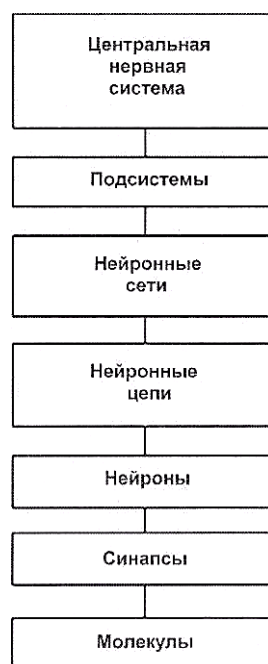 Центральная
нервная
система
Подсистемы
Нейронные
сети
Нейронные
цепи
Нейроны
Синапсы
Молекулы